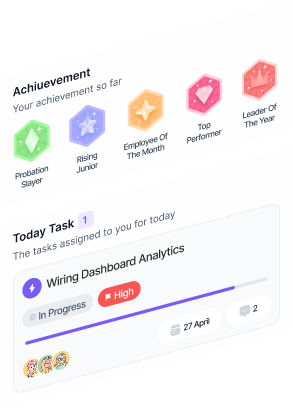 Achiuevement
Your achievement so far
Probation
Slayer
Rising
Junior
Employee Of
The Month
Top
Performer
Leader Of
The Year
Today Task 1
The tasks assigned to you for today
Wiring Dashboard Analytics
In Progress High
27 April 2